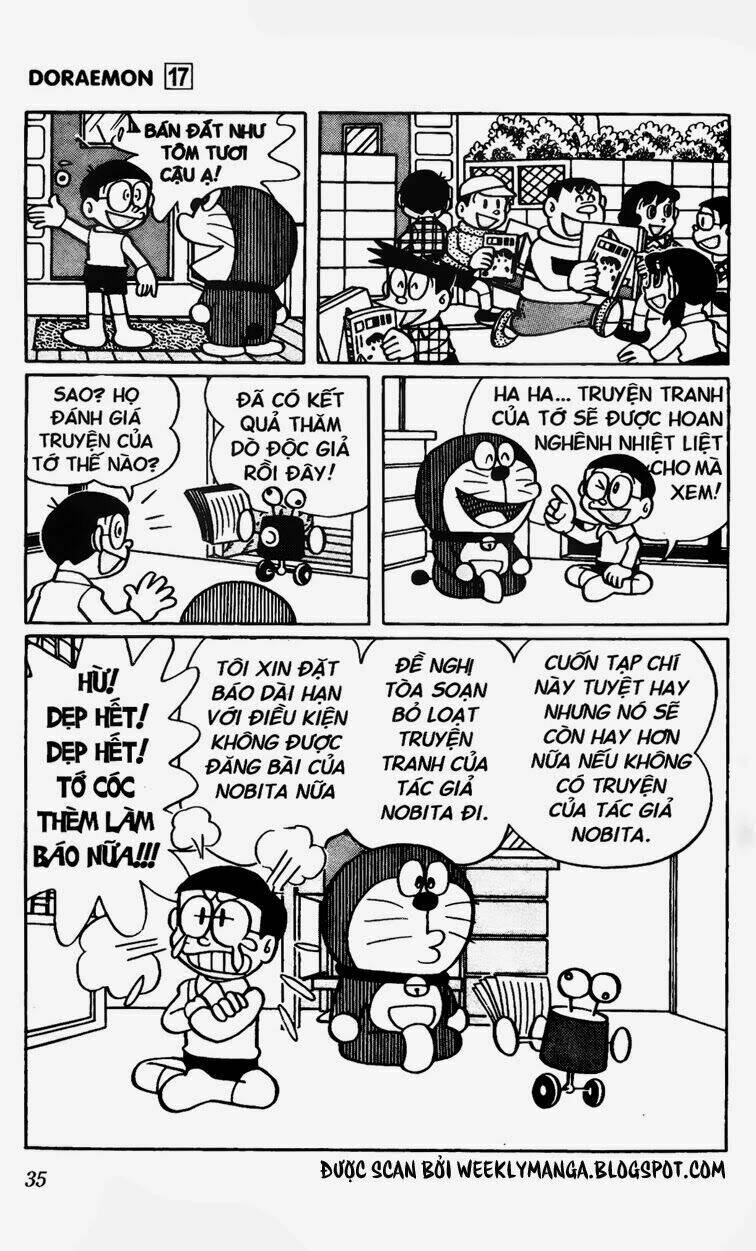 DORAEMON 17
BÁN ĐẮT NHƯ
TÔM TƯƠI
CẬU Ạ!
HA HA... TRUYỆN TRANH
CỦA TỚ SẼ ĐƯỢC HOAN
NGHÊNH NHIỆT LIỆT
CHO MÀ
XEM!
ĐÃ CÓ KẾT
QUẢ THĂM
DÒ ĐỘC GIẢ
RỒI ĐÂY!
SAO? HỌ
ĐÁNH GIÁ
TRUYỆN CỦA
TỚ THẾ NÀO?
CUỐN TẠP CHÍ
NÀY TUYỆT HAY
NHƯNG NÓ SẼ
CÒN HAY HƠN
NỮA NẾU KHÔNG
CÓ TRUYỆN
CỦA TÁC GIẢ
NOBITA.
ĐỀ NGHỊ
TÒA SOẠN
BỎ LOẠT
TRUYỆN
TRANH CỦA
TÁC GIẢ
NOBITA ĐI.
TÔI XIN ĐẶT
BÁO DÀI HẠN
VỚI ĐIỀU KIỆN
KHÔNG ĐƯỢC
ĐĂNG BÀI CỦA
NOBITA NỮA
HỪ!
DẸP HẾT!
DẸP HẾT!
TỚ CÓC
THÈM LÀM
BÁO NỮA!!!
35
ĐƯỢC SCAN BỞI WEEKLYMANGA.BLOGSPOT.COM